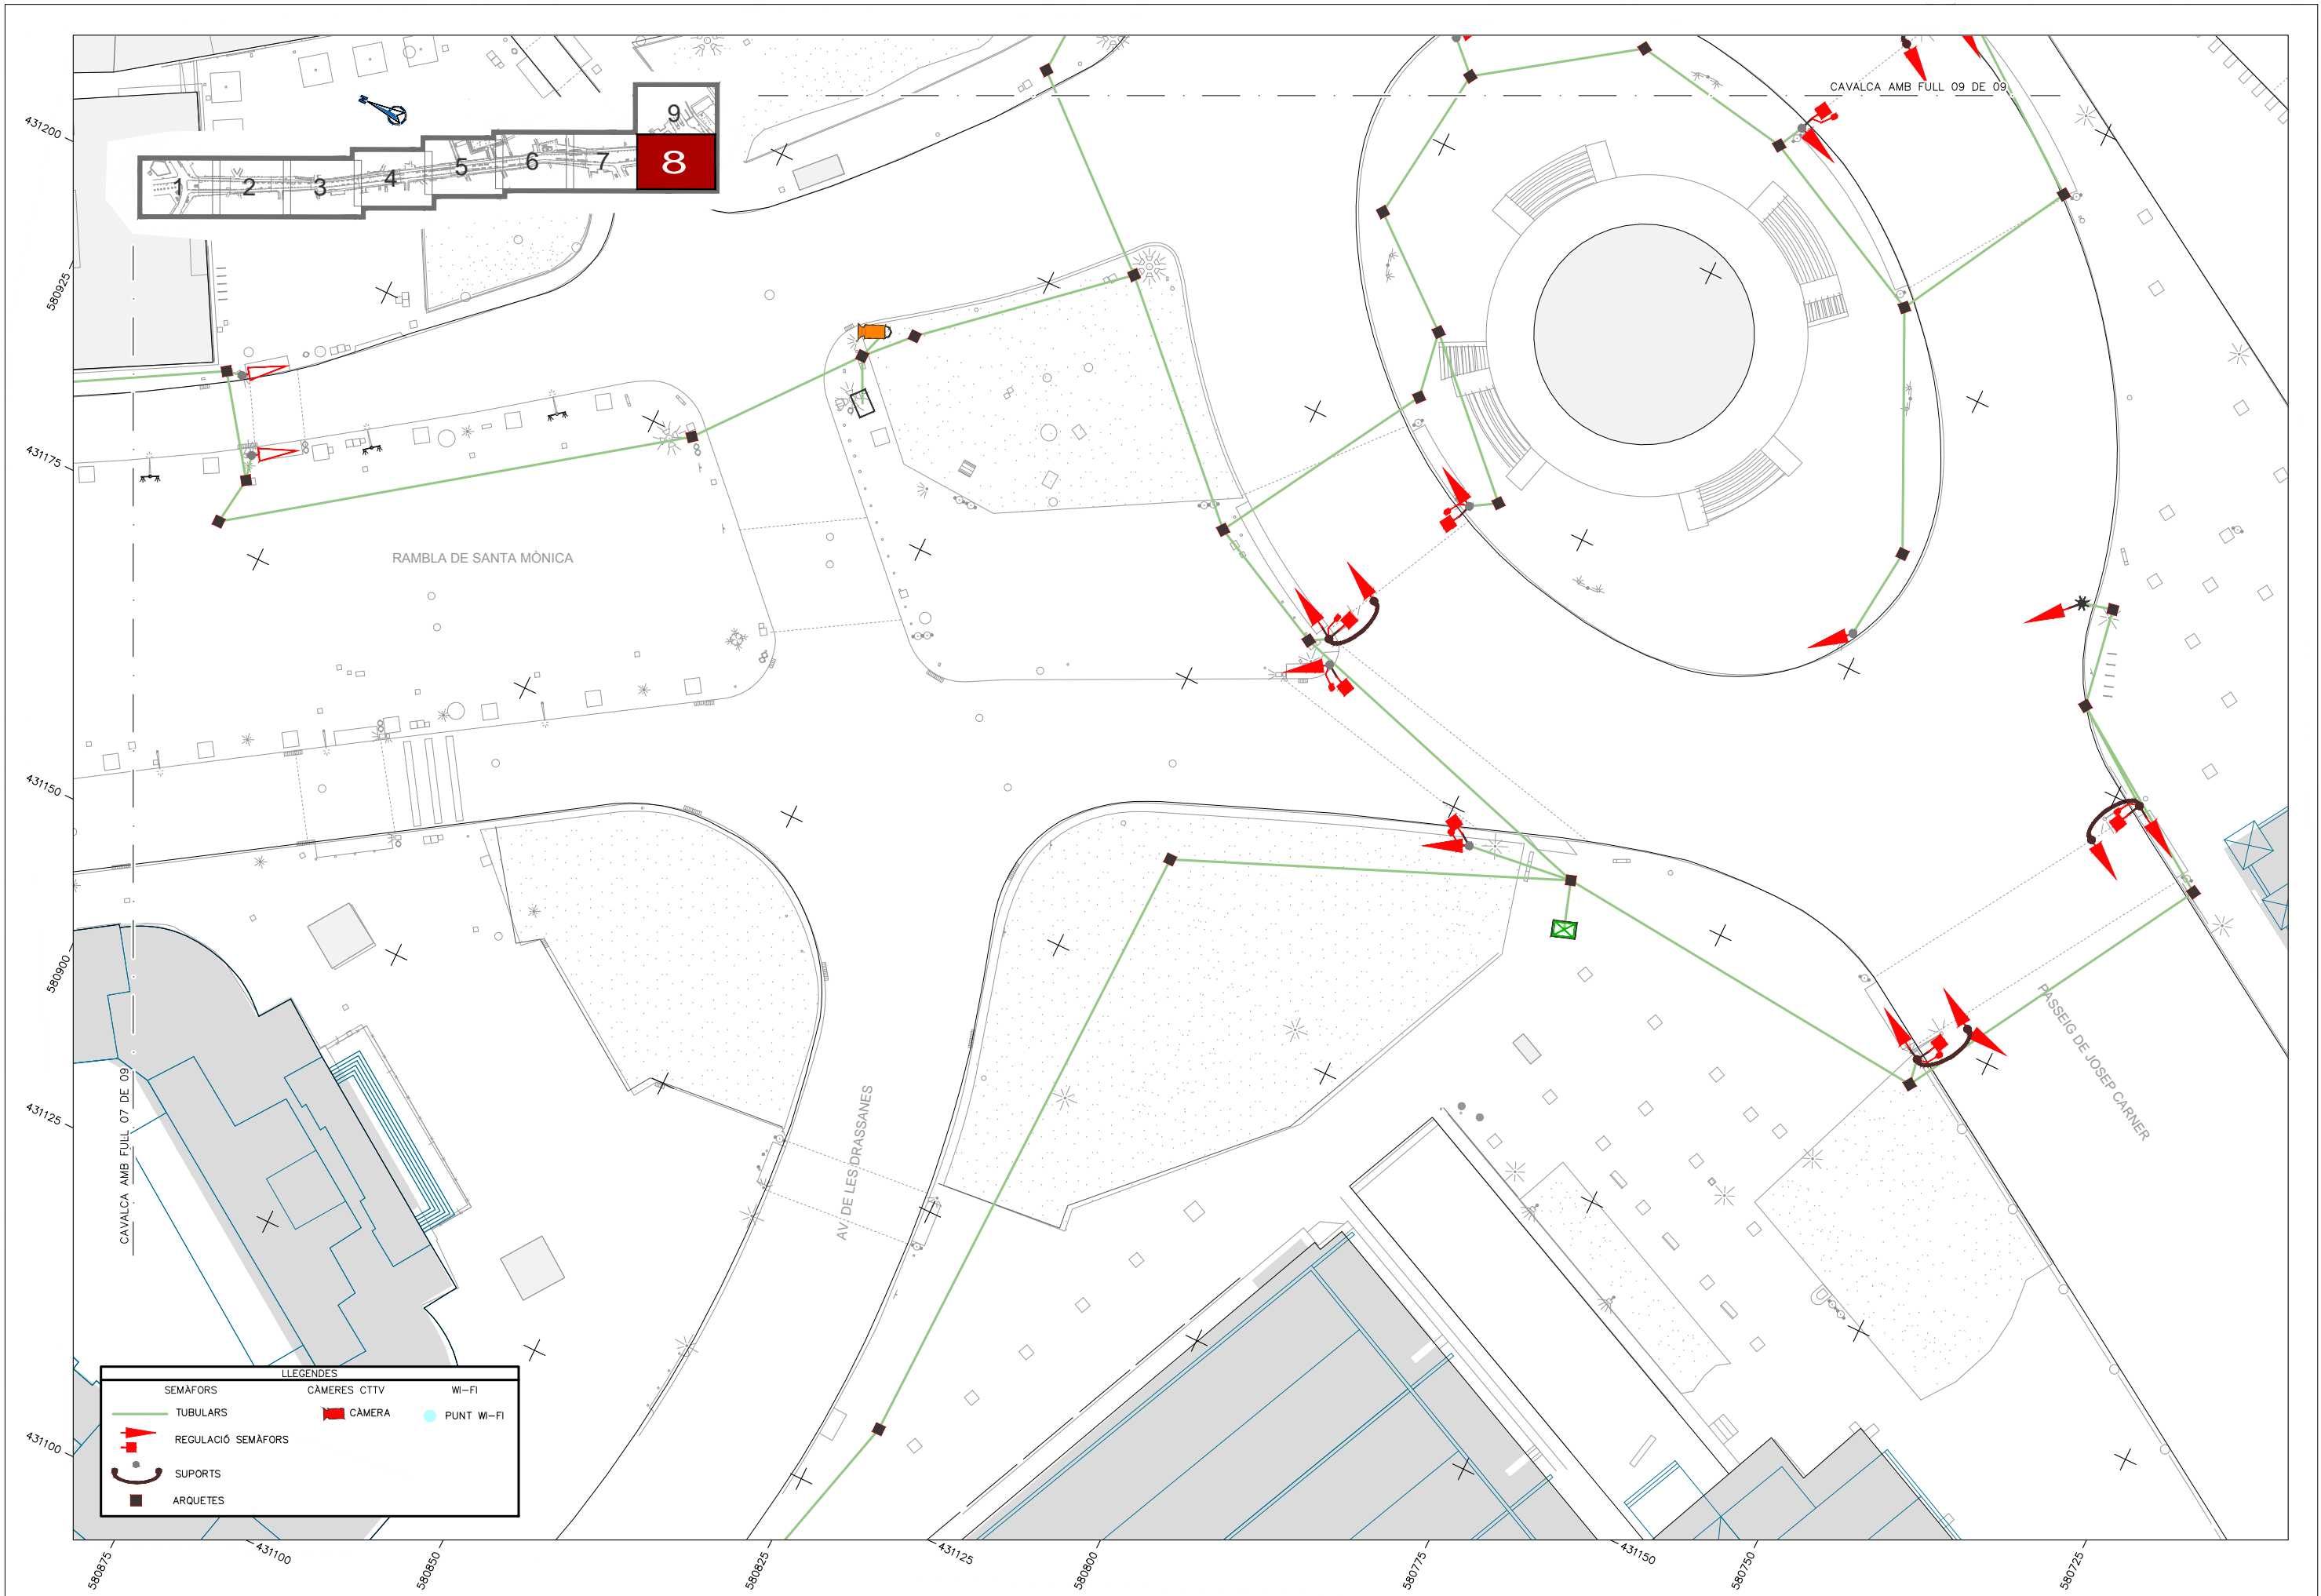 CAVALCA AMB FULL 09 DE 09
431200
9
8
7
6
5
4
3
2
1
580925
431175
RAMBLA DE SANTA MÒNICA
431150
580900
PASSEIG DE JOSEP CARNER
431125
CAVALCA AMB FULL 07 DE 09
AV. DE LES DRASSANES
LLEGENDES
SEMÀFORS CÀMERES CTTV WI-FI
TUBULARS CÀMERA PUNT WI-FI
REGULACIÓ SEMÀFORS
SUPORTS
ARQUETES
431100
580875
431100
580850
580825
431125
580800
580775
431150
580750
580725